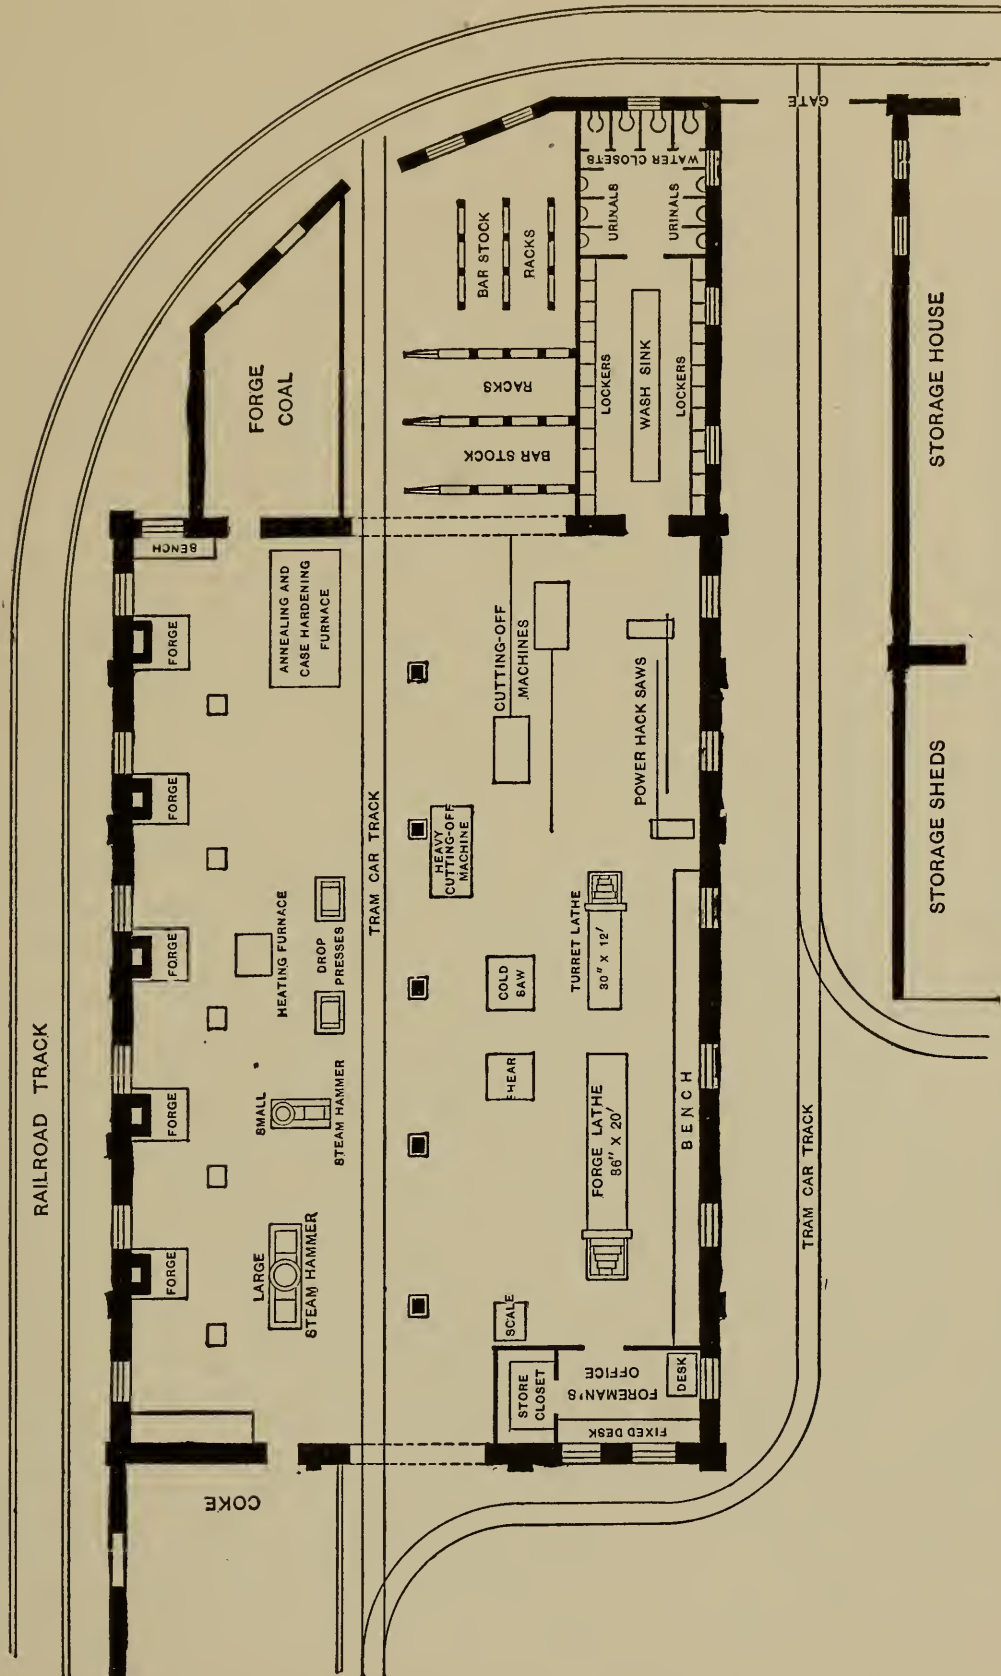 RAILROAD TRACK
GATE
FORGE
COAL
BAR STOCK
RACKS
WATER CLOSETS
URINALS
URINALS
RACKS
BAR STOCK
LOCKERS
WASH SINK
LOCKERS
STORAGE HOUSE
BENCH
FORGE
ANNEALING AND
CASE HARDENING
FURNACE
CUTTING-OFF
MACHINES
POWER HACK SAWS
STORAGE SHEDS
FORGE
TRAM CAR TRACK
HEAVY
CUTTING-OFF
MACHINE
FORGE
HEATING FURNACE
DROP
PRESSES
COLD
SAW
TURRET LATHE
30" X 12'
FORGE
SMALL
STEAM HAMMER
SHEAR
FORGE LATHE
86" X 20'
BENCH
TRAM CAR TRACK
FORGE
LARGE
STEAM HAMMER
SCALE
STORE
CLOSET
FOREMAN'S
OFFICE
DESK
FIXED DESK
COKE